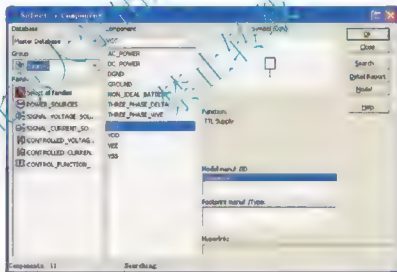 Select a Component
Database
Master Database
Group
Family
Select all families
POWER_SOURCES
SIGNAL_VOLTAGE_SOU..
SIGNAL_CURRENT_SO..
CONTROLLED_VOLTAG..
CONTROLLED_CURREN..
CONTROL_FUNCTION_..
Component
VCC
AC_POWER
DC_POWER
DGND
GROUND
NON_IDEAL_BATTERY
THREE_PHASE_DELTA
THREE_PHASE_WYE
VDD
VEE
VSS
Symbol (DIN)
Function:
TTL Supply
Model manuf./ID
Footprint manuf./Type:
Hyperlink:
OK
Close
Search
Detail Report
Model
Help
Components: 11
Searching: